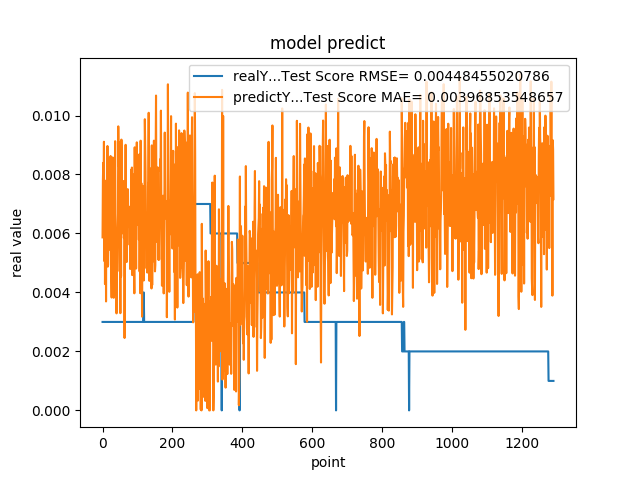 model predict
realY...Test Score RMSE= 0.00448455020786
predictY...Test Score MAE= 0.00396853548657
0.010
0.008
0.006
0.004
0.002
0.000
real value
0 200 400 600 800 1000 1200
point